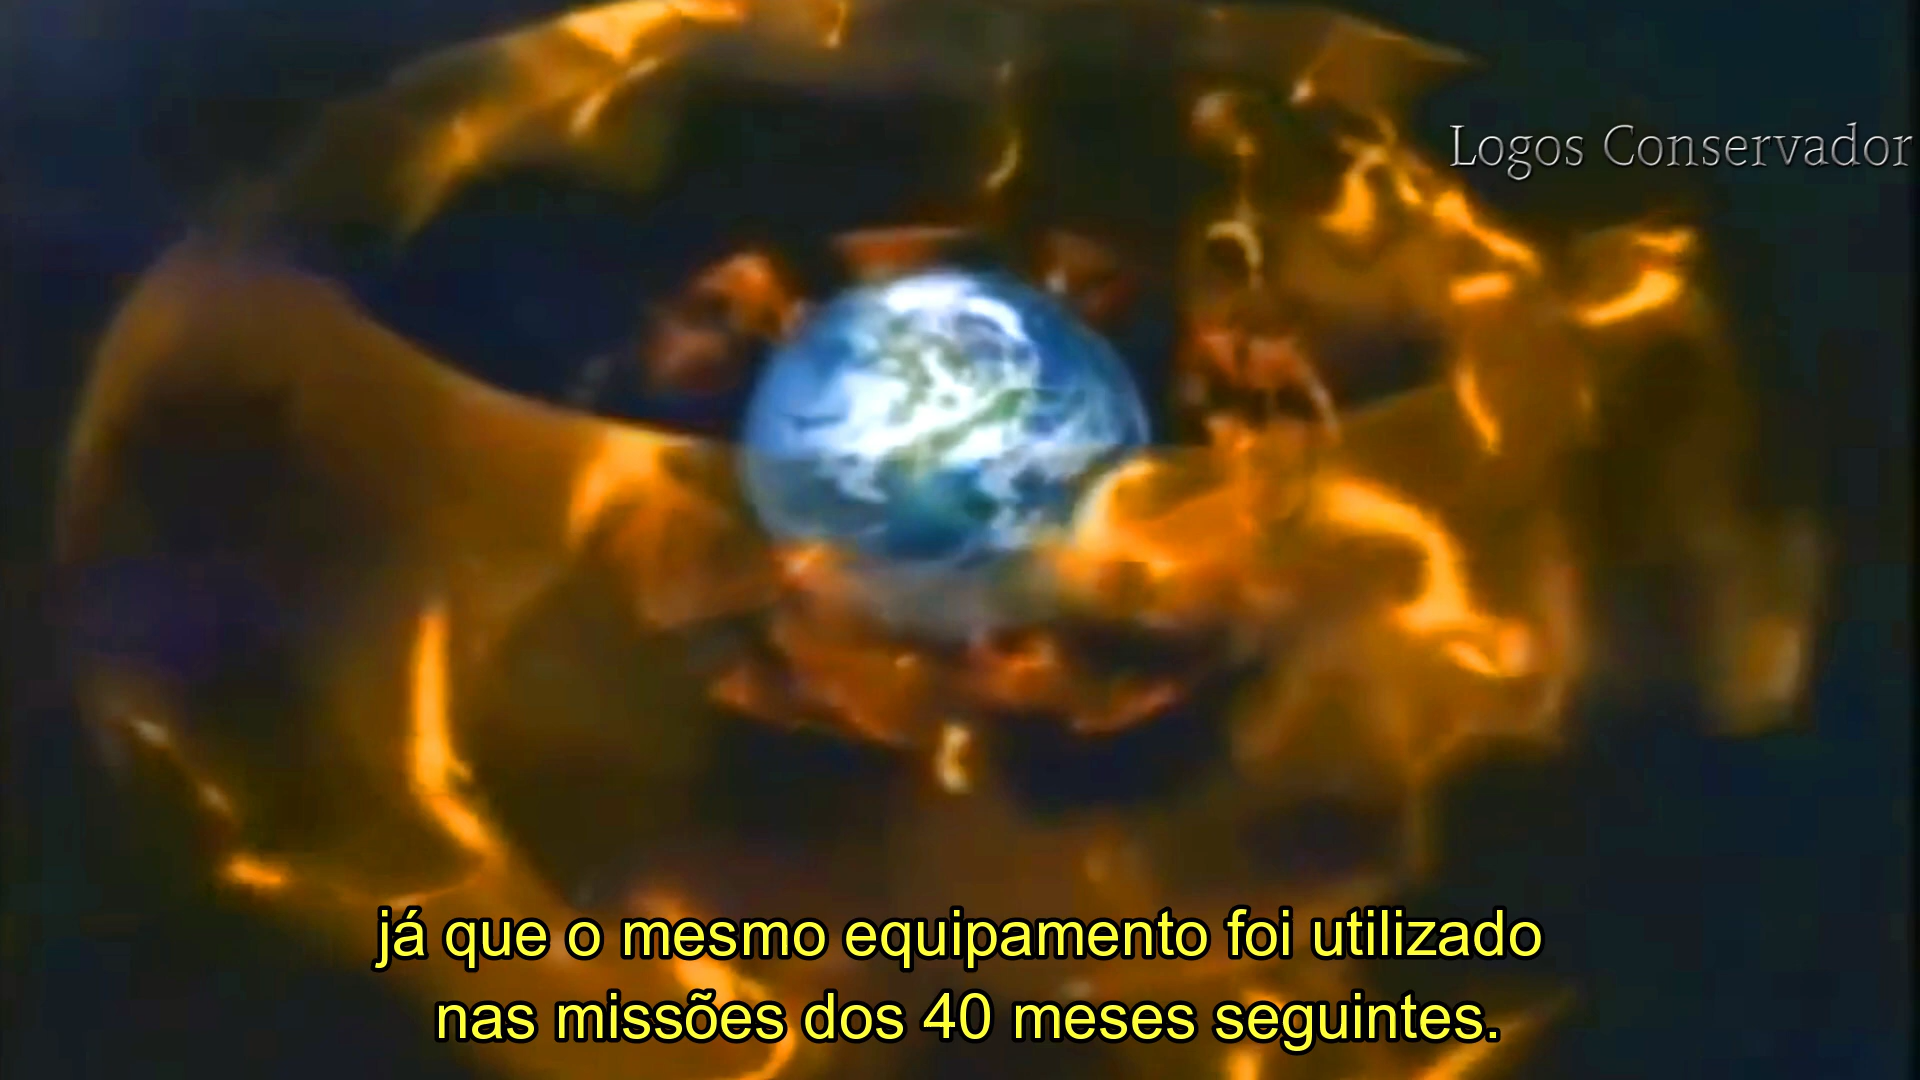 Logos Conservador
já que o mesmo equipamento foi utilizado
nas missões dos 40 meses seguintes.